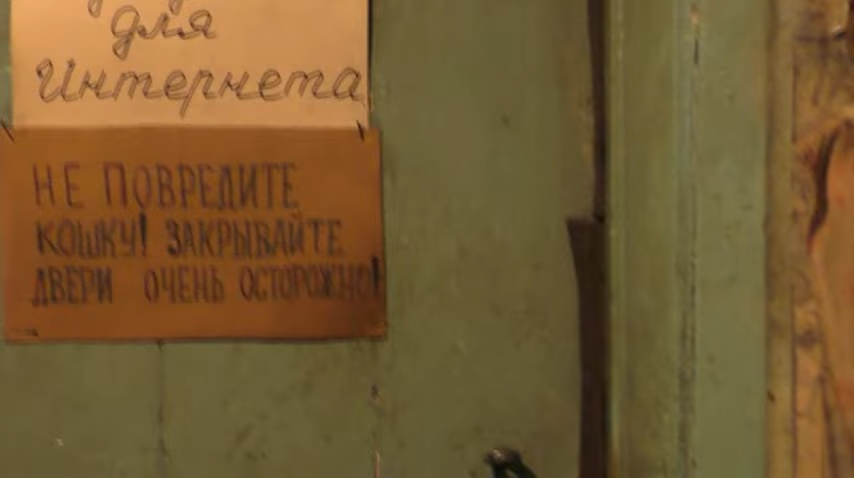 для
Интернета
НЕ ПОВРЕДИТЕ
КОШКУ! ЗАКРЫВАЙТЕ
ДВЕРИ ОЧЕНЬ ОСТОРОЖНО!